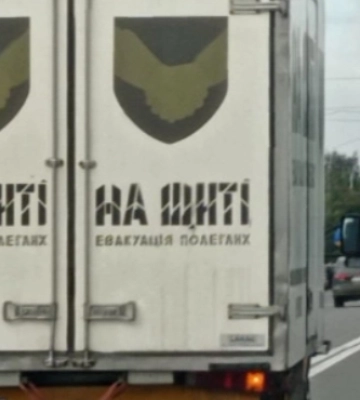 НА ЩИТІ
ЕВАКУАЦІЯ ПОЛЕГЛИХ